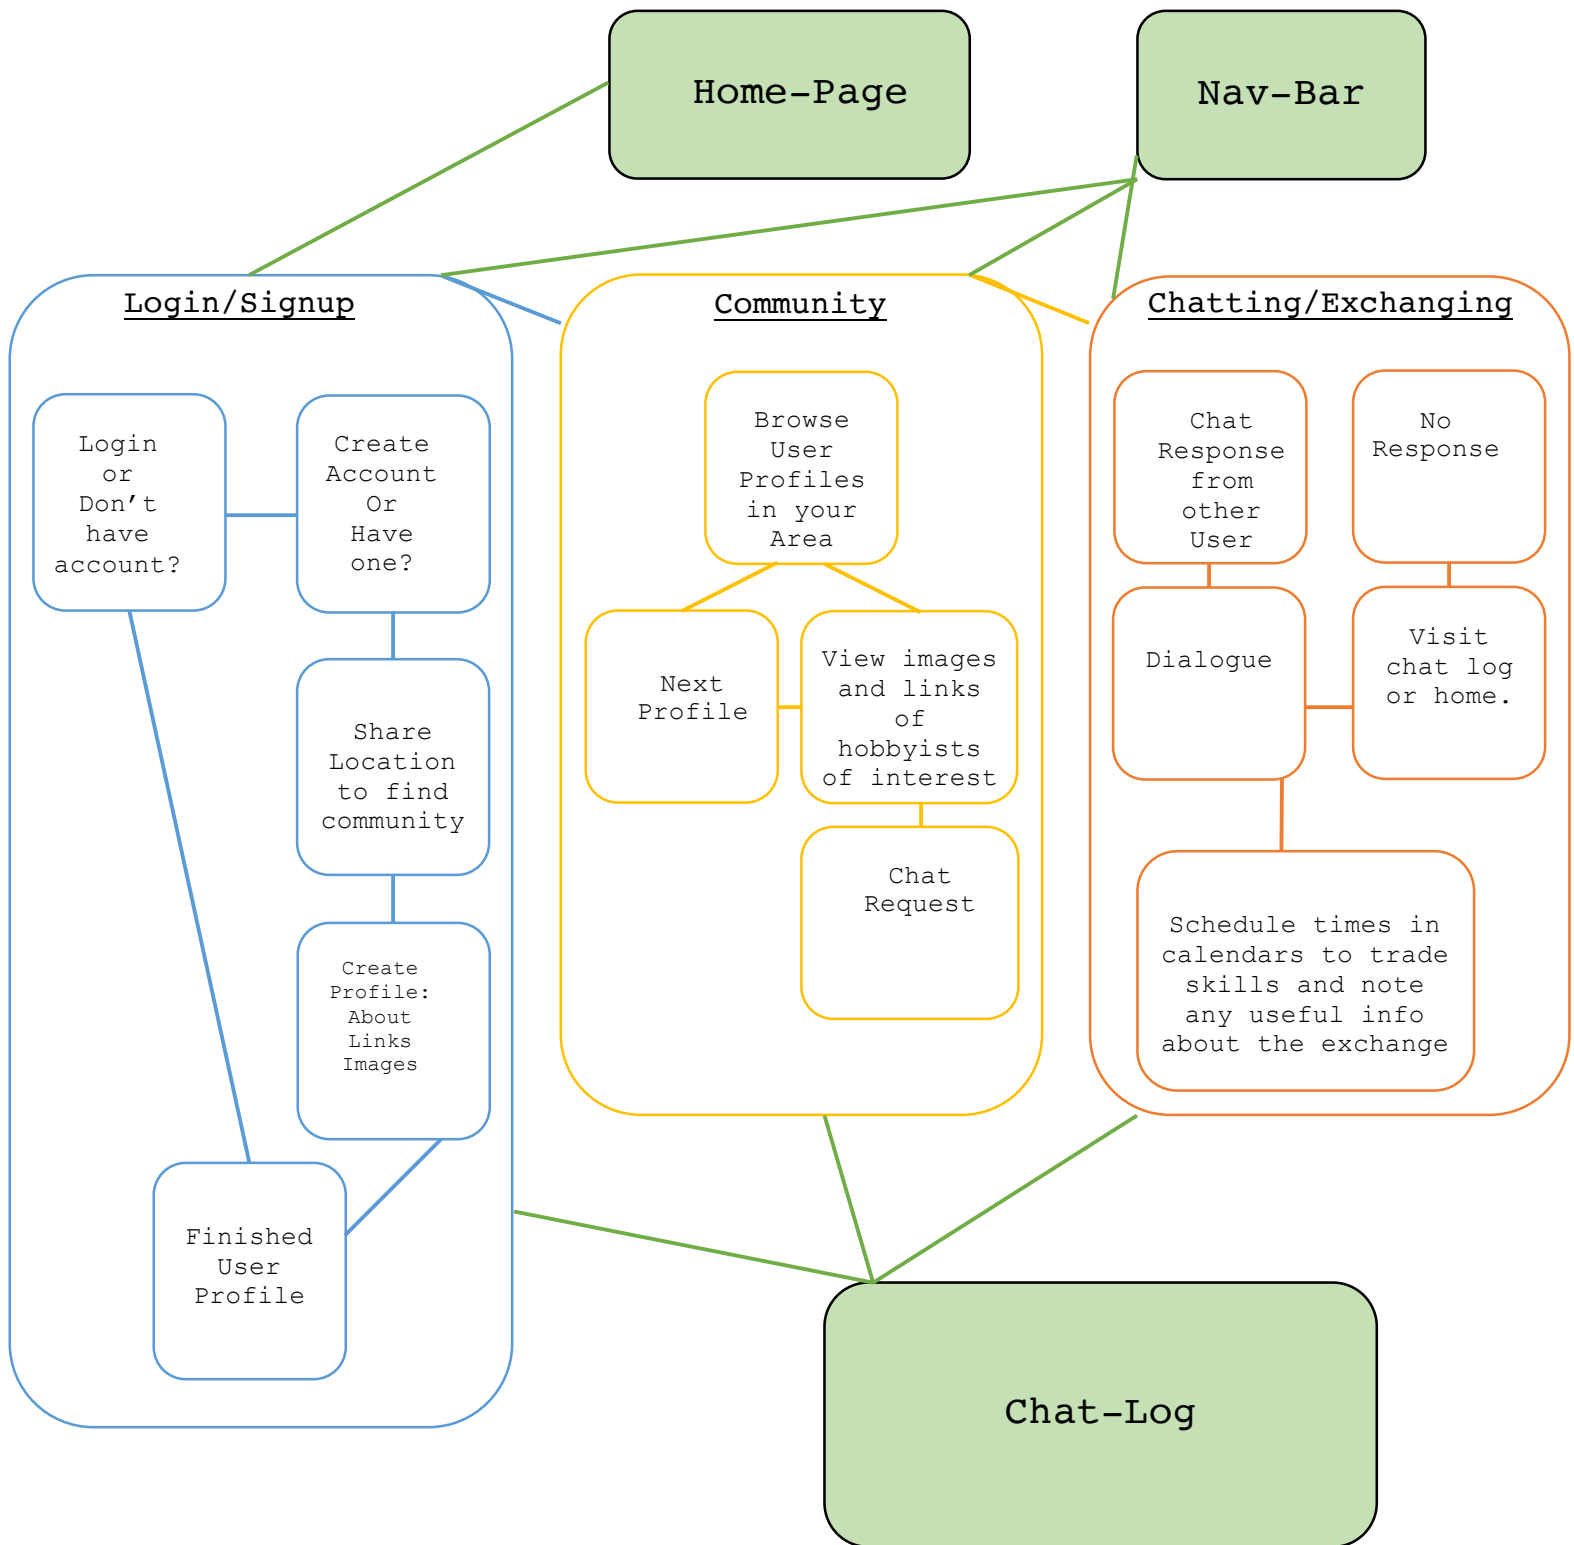 Home-Page
Nav-Bar
Login/Signup
Login
or
Don’t
have
account?
Create
Account
Or
Have
one?
Share
Location
to find
community
Create
Profile:
About
Links
Images
Finished
User
Profile
Community
Browse
User
Profiles
in your
Area
Next
Profile
View images
and links
of
hobbyists
of interest
Chat
Request
Chatting/Exchanging
Chat
Response
from
other
User
No
Response
Dialogue
Visit
chat log
or home.
Schedule times in
calendars to trade
skills and note
any useful info
about the exchange
Chat-Log